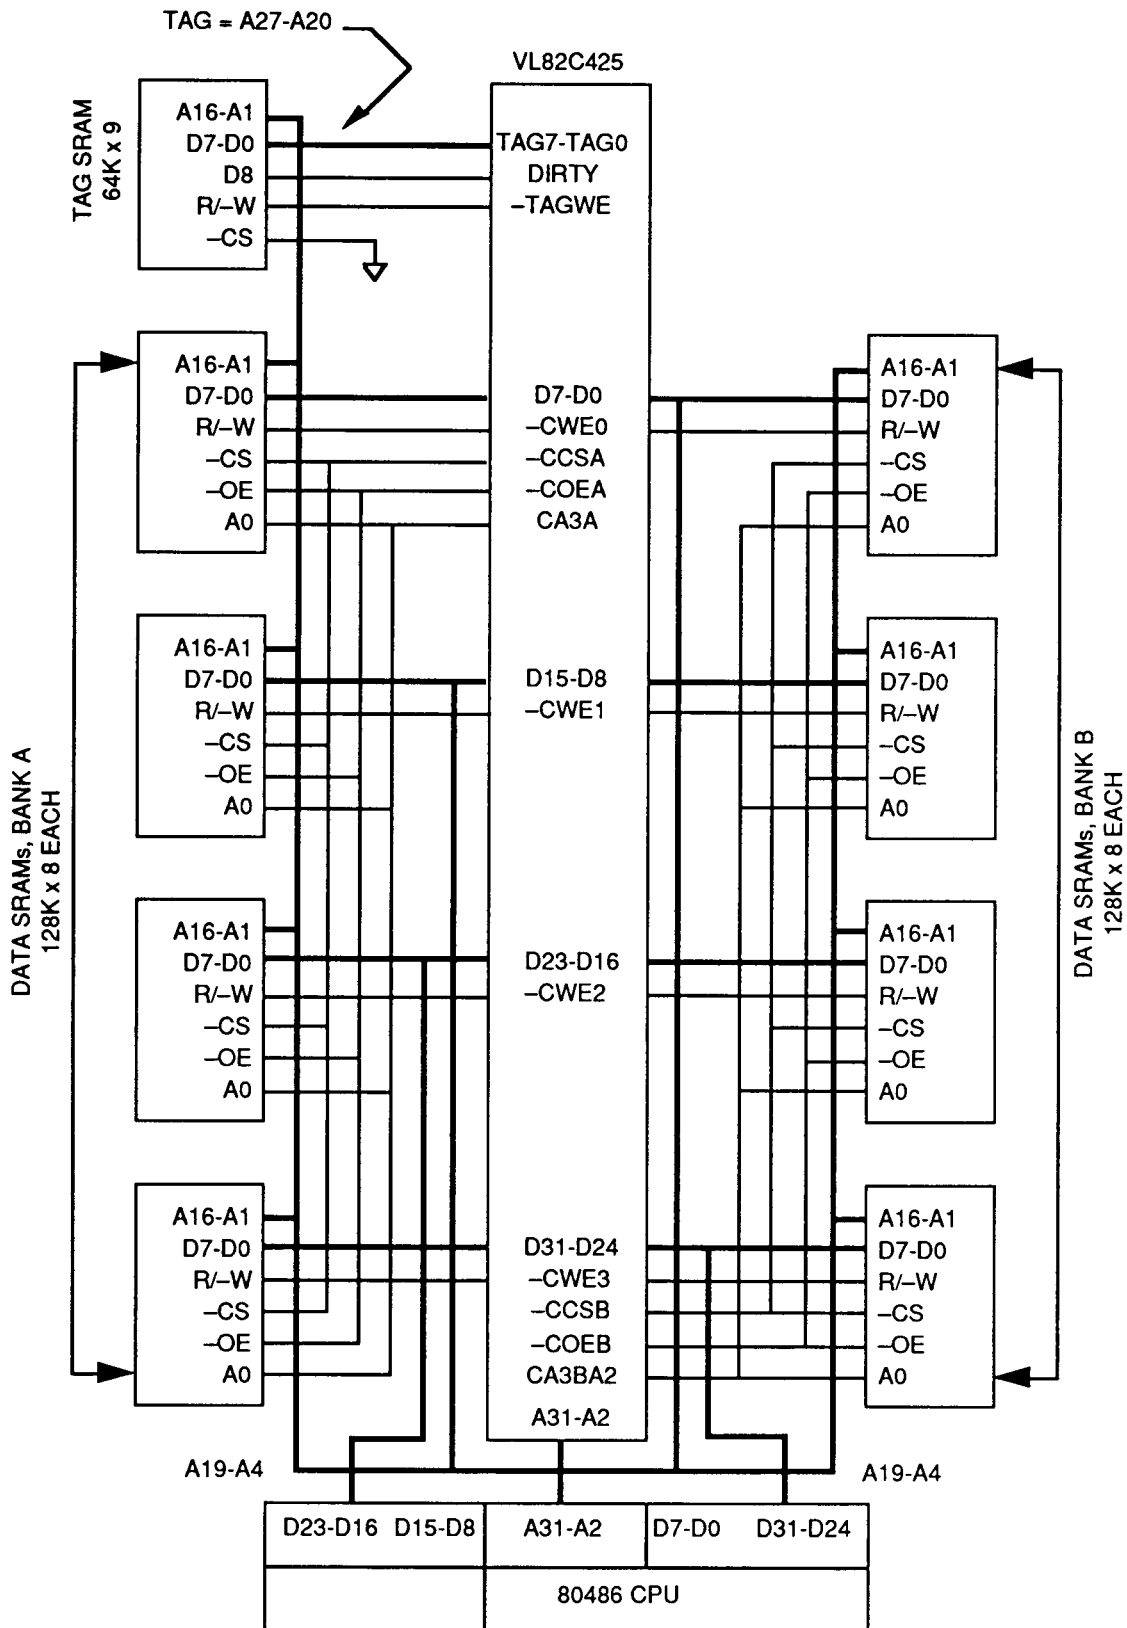 TAG = A27-A20
VL82C425
TAG SRAM
64K x 9
A16-A1
D7-D0
D8
R/–W
–CS
TAG7-TAG0
DIRTY
–TAGWE
A16-A1
D7-D0
R/–W
–CS
–OE
A0
D7-D0
–CWE0
–CCSA
–COEA
CA3A
A16-A1
D7-D0
R/–W
–CS
–OE
A0
A16-A1
D7-D0
R/–W
–CS
–OE
A0
D15-D8
–CWE1
A16-A1
D7-D0
R/–W
–CS
–OE
A0
DATA SRAMs, BANK A
128K x 8 EACH
DATA SRAMs, BANK B
128K x 8 EACH
A16-A1
D7-D0
R/–W
–CS
–OE
A0
D23-D16
–CWE2
A16-A1
D7-D0
R/–W
–CS
–OE
A0
A16-A1
D7-D0
R/–W
–CS
–OE
A0
D31-D24
–CWE3
–CCSB
–COEB
CA3BA2
A31-A2
A16-A1
D7-D0
R/–W
–CS
–OE
A0
A19-A4
A19-A4
D23-D16 D15-D8 A31-A2 D7-D0 D31-D24
80486 CPU